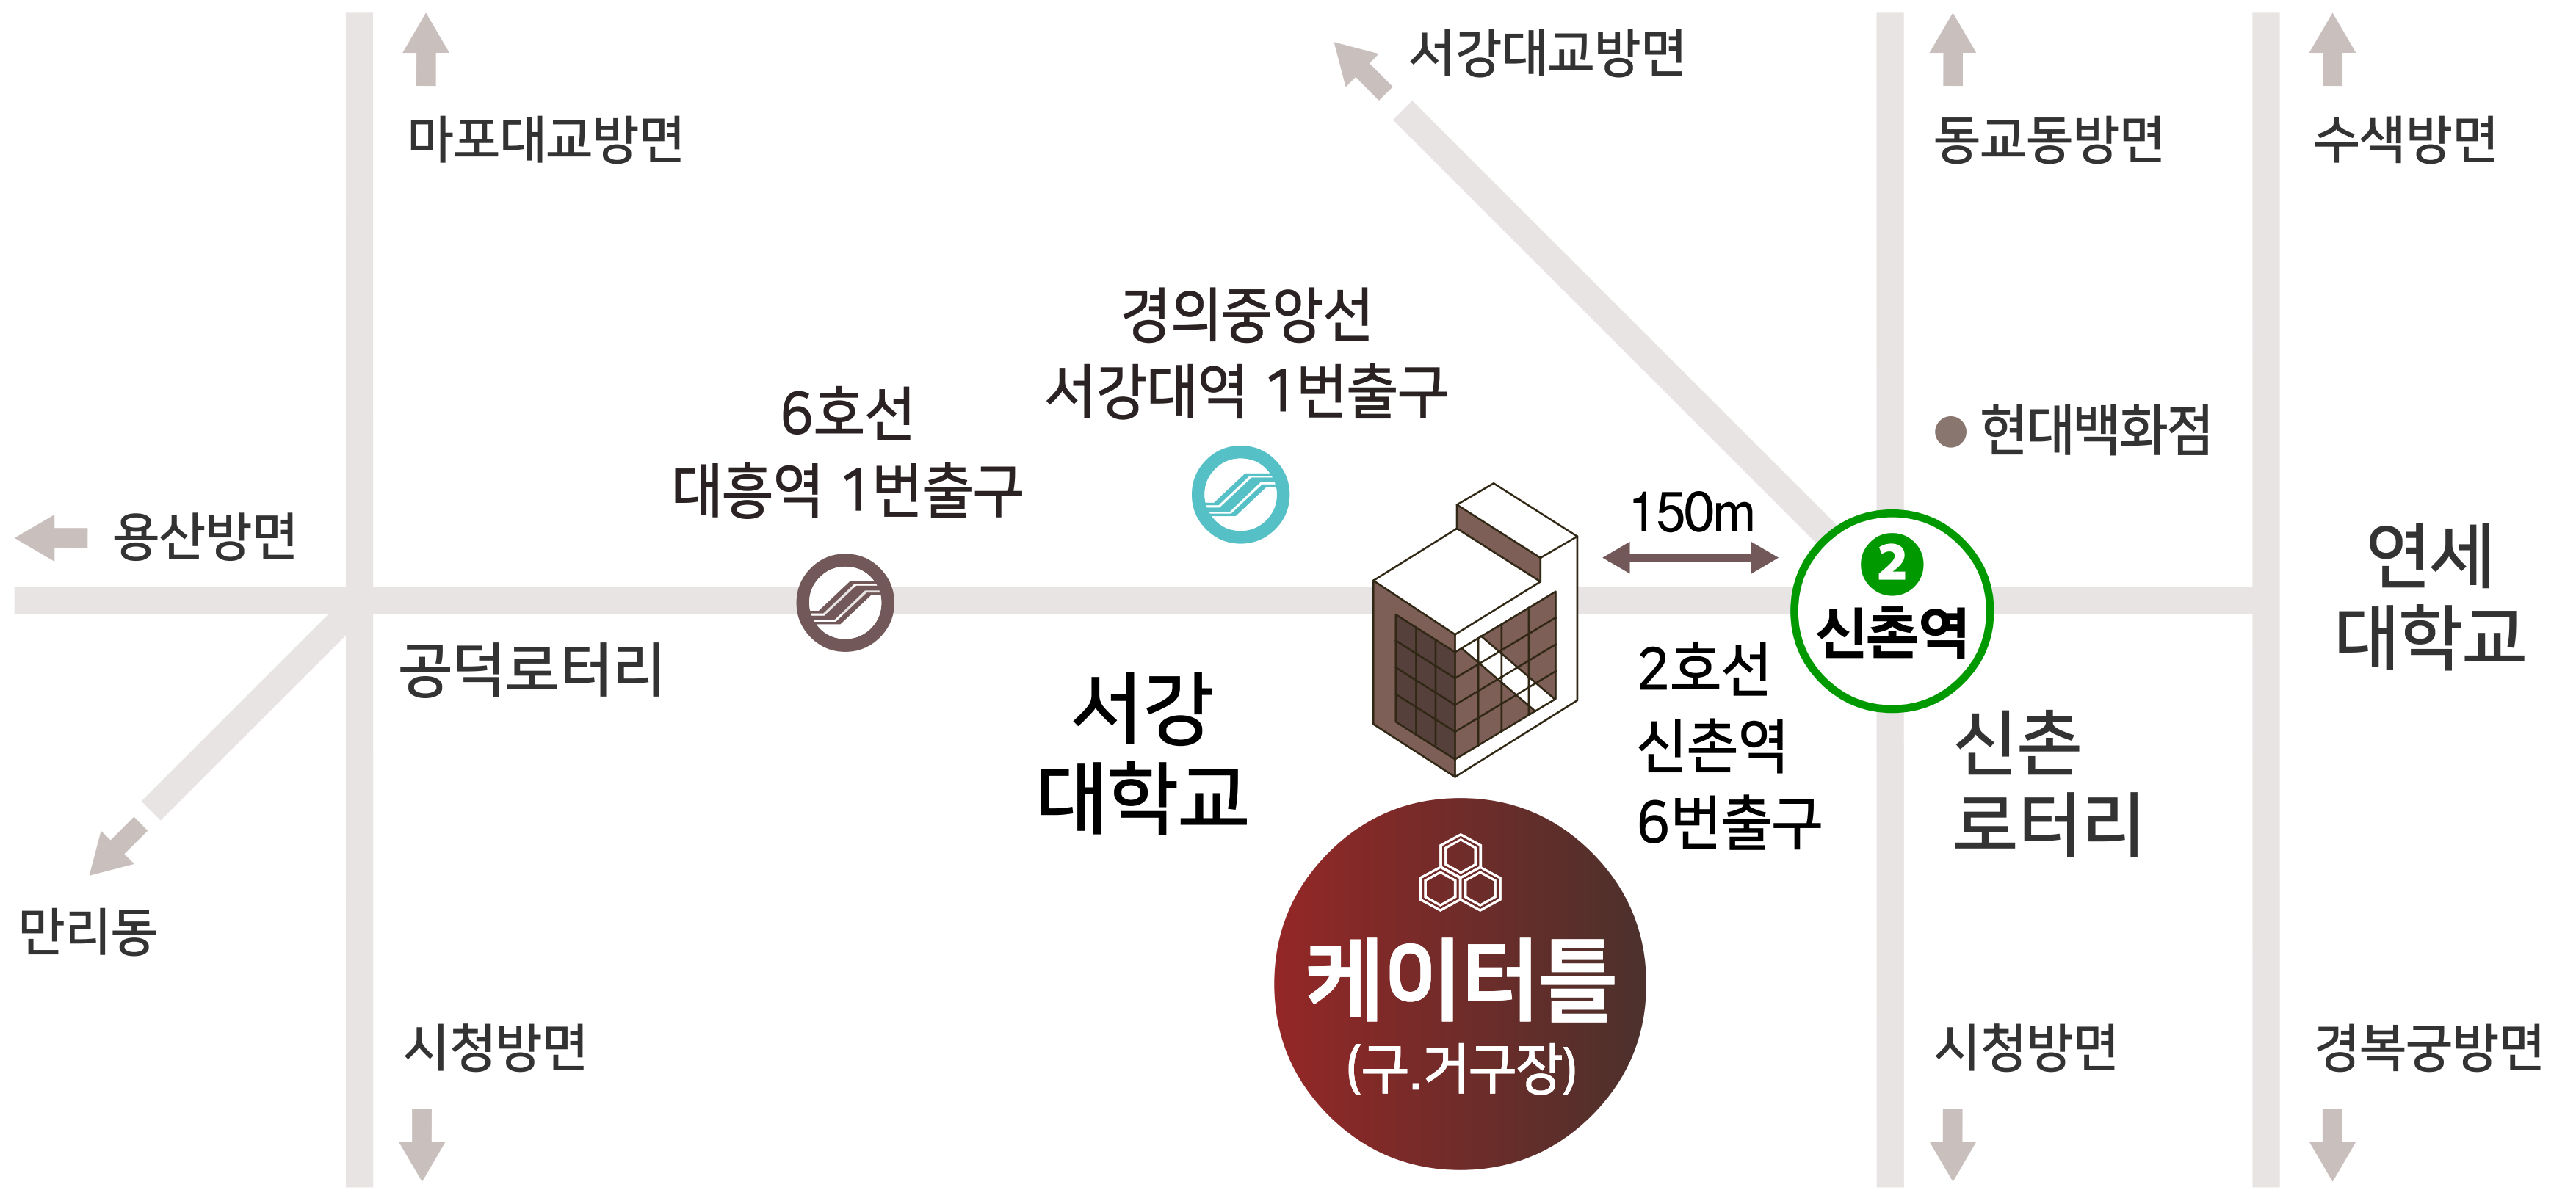 서강대교방면
마포대교방면
동교동방면
수색방면
경의중앙선
서강대역 1번출구
6호선
대흥역 1번출구
현대백화점
용산방면
150m
2
신촌역
연세
대학교
공덕로터리
2호선
신촌역
6번출구
서강
대학교
신촌
로터리
만리동
케이터틀
(구.거구장)
시청방면
시청방면
경복궁방면